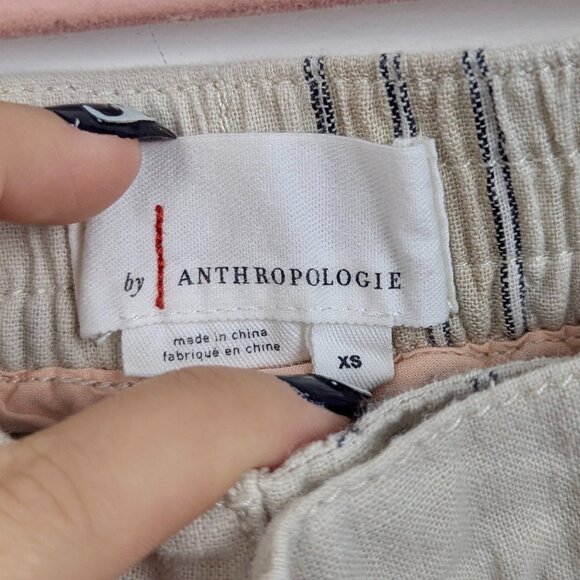 by | ANTHROPOLOGIE
made in china
fabriqué en chine
XS